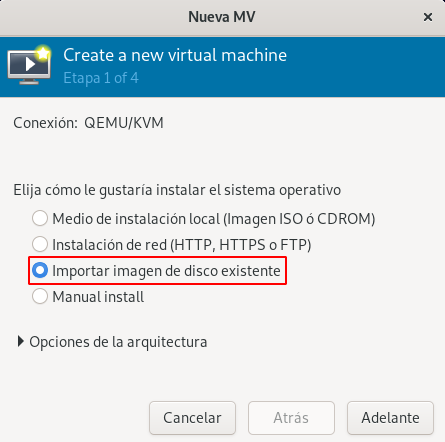 Nueva MV
Create a new virtual machine
Etapa 1 of 4
Conexión: QEMU/KVM
Elija cómo le gustaría instalar el sistema operativo
Medio de instalación local (Imagen ISO ó CDROM)
Instalación de red (HTTP, HTTPS o FTP)
Importar imagen de disco existente
Manual install
Opciones de la arquitectura
Cancelar Atrás Adelante